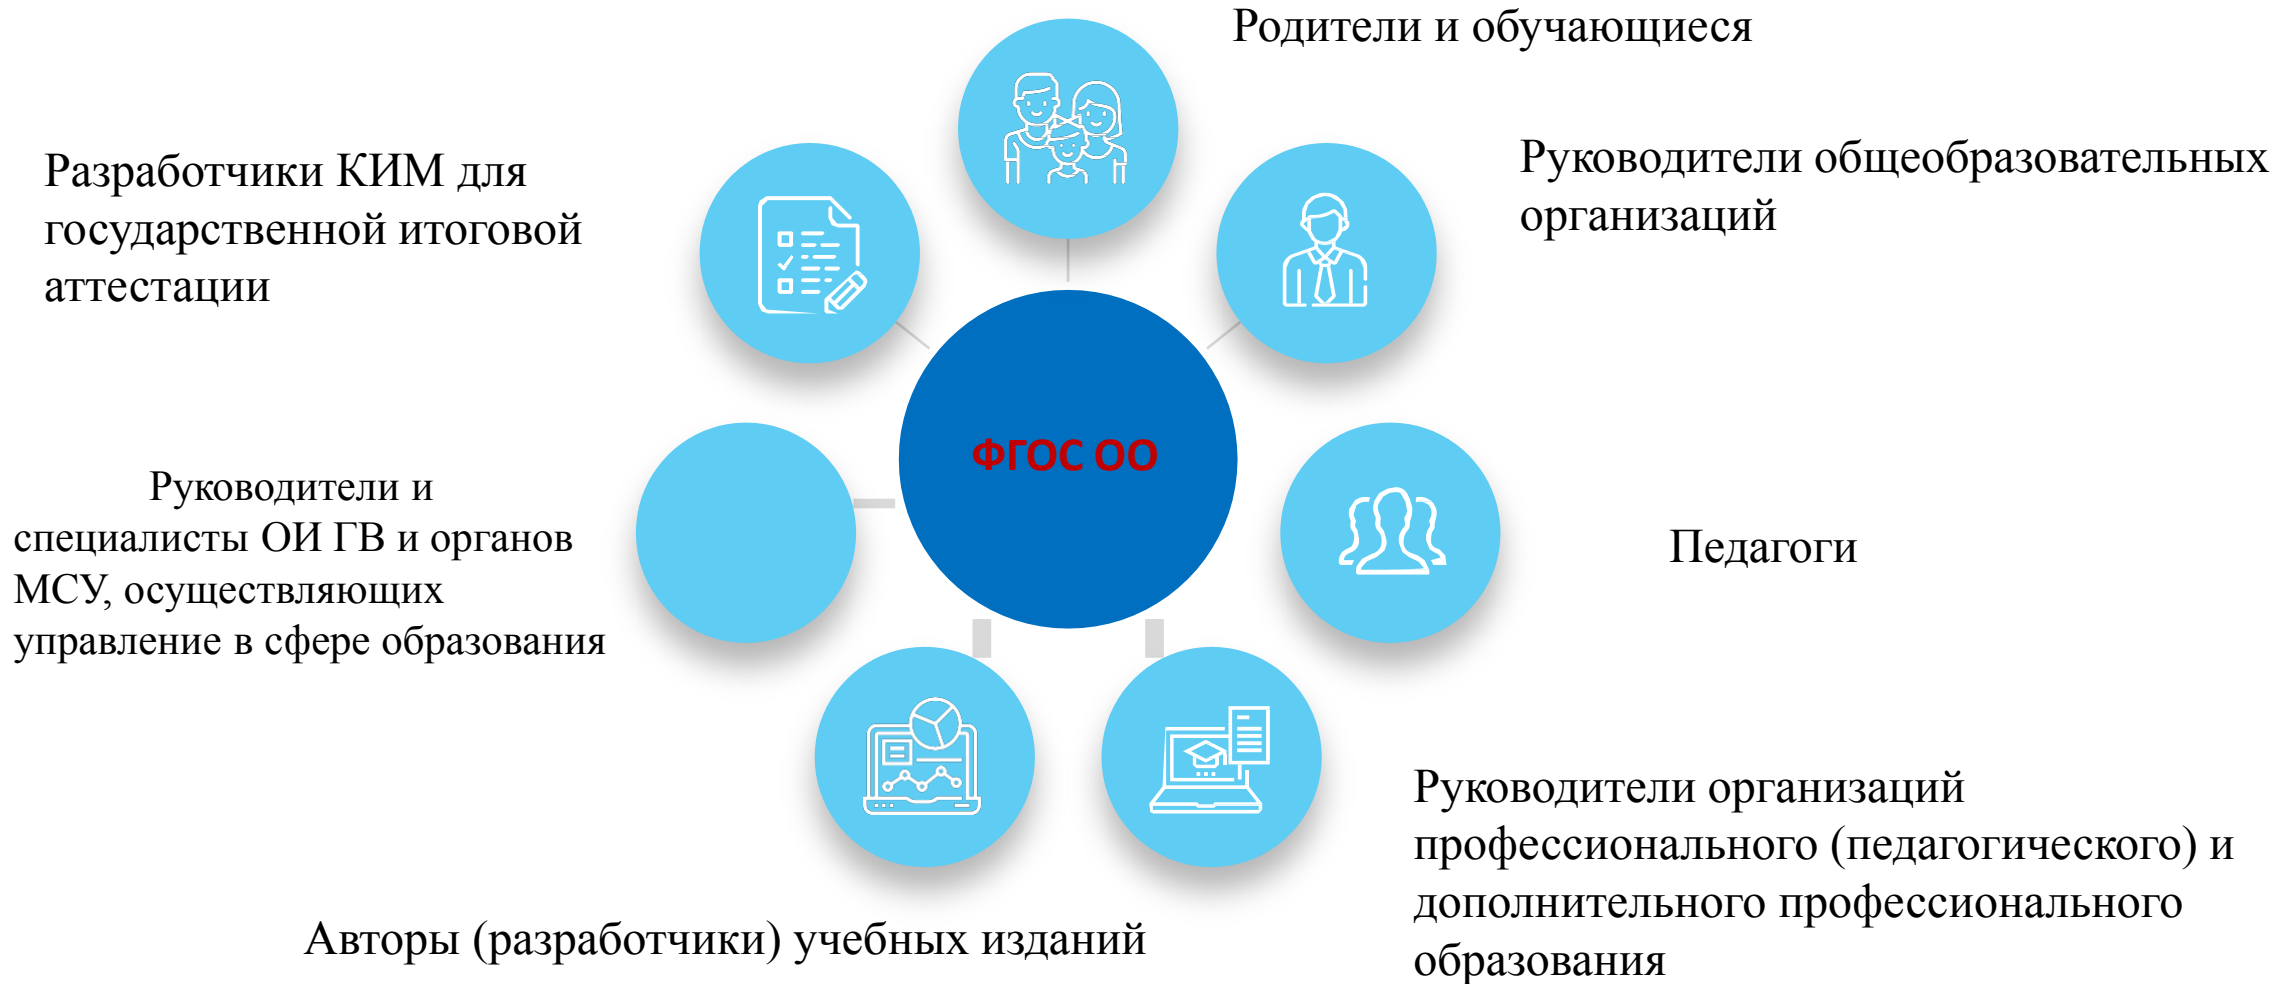 Родители и обучающиеся
Руководители общеобразовательных
организаций
Разработчики КИМ для
государственной итоговой
аттестации
ФГОС ОО
Руководители и
специалисты ОИ ГВ и органов
МСУ, осуществляющих
управление в сфере образования
Педагоги
Руководители организаций
профессионального (педагогического) и
дополнительного профессионального
образования
Авторы (разработчики) учебных изданий